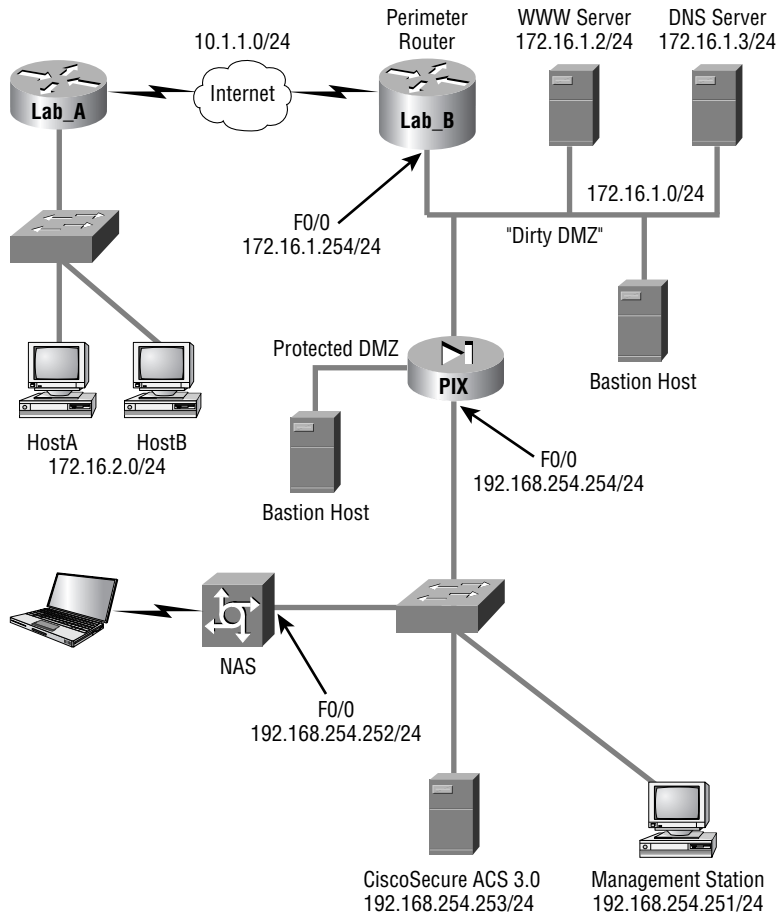 10.1.1.0/24
Perimeter
Router
WWW Server
172.16.1.2/24
DNS Server
172.16.1.3/24
Lab_A
Internet
Lab_B
172.16.1.0/24
F0/0
172.16.1.254/24
"Dirty DMZ"
Protected DMZ
PIX
Bastion Host
HostA
HostB
172.16.2.0/24
F0/0
192.168.254.254/24
Bastion Host
NAS
F0/0
192.168.254.252/24
CiscoSecure ACS 3.0
192.168.254.253/24
Management Station
192.168.254.251/24